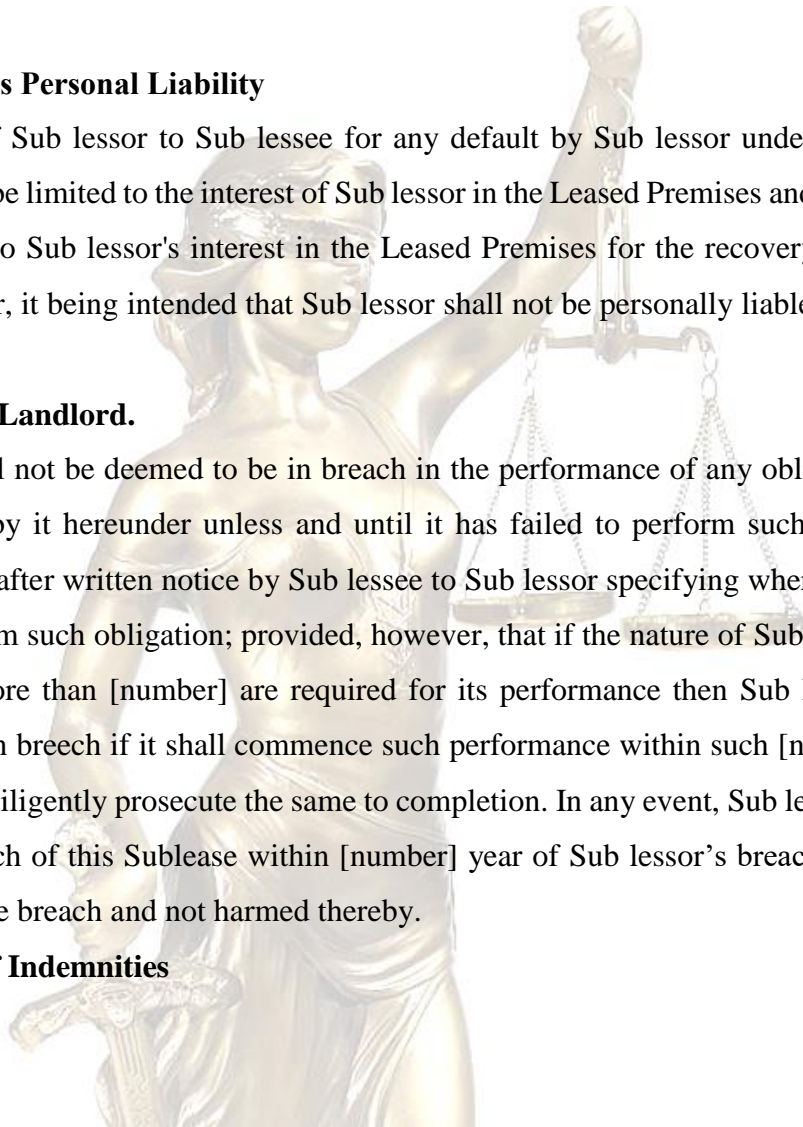 s Personal Liability
f Sub lessor to Sub lessee for any default by Sub lessor unde
be limited to the interest of Sub lessor in the Leased Premises and
o Sub lessor's interest in the Leased Premises for the recovery
r, it being intended that Sub lessor shall not be personally liable
Landlord.
l not be deemed to be in breach in the performance of any obl
by it hereunder unless and until it has failed to perform such
after written notice by Sub lessee to Sub lessor specifying wher
m such obligation; provided, however, that if the nature of Sub
ore than [number] are required for its performance then Sub l
n breech if it shall commence such performance within such [n
iligently prosecute the same to completion. In any event, Sub le
ch of this Sublease within [number] year of Sub lessor’s breac
e breach and not harmed thereby.
f Indemnities